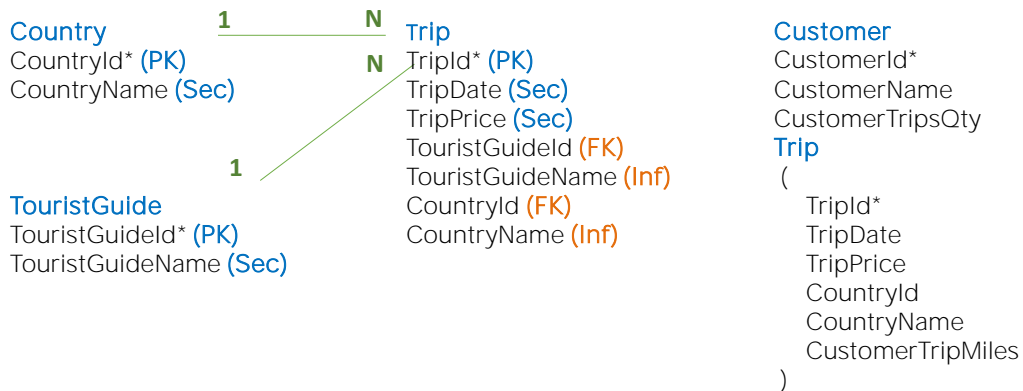 Country
CountryId* (PK)
CountryName (Sec)
1
N
N
1
TouristGuide
TouristGuideId* (PK)
TouristGuideName (Sec)
Trip
TripId* (PK)
TripDate (Sec)
TripPrice (Sec)
TouristGuideId (FK)
TouristGuideName (Inf)
CountryId (FK)
CountryName (Inf)
Customer
CustomerId*
CustomerName
CustomerTripsQty
Trip
(
TripId*
TripDate
TripPrice
CountryId
CountryName
CustomerTripMiles
)